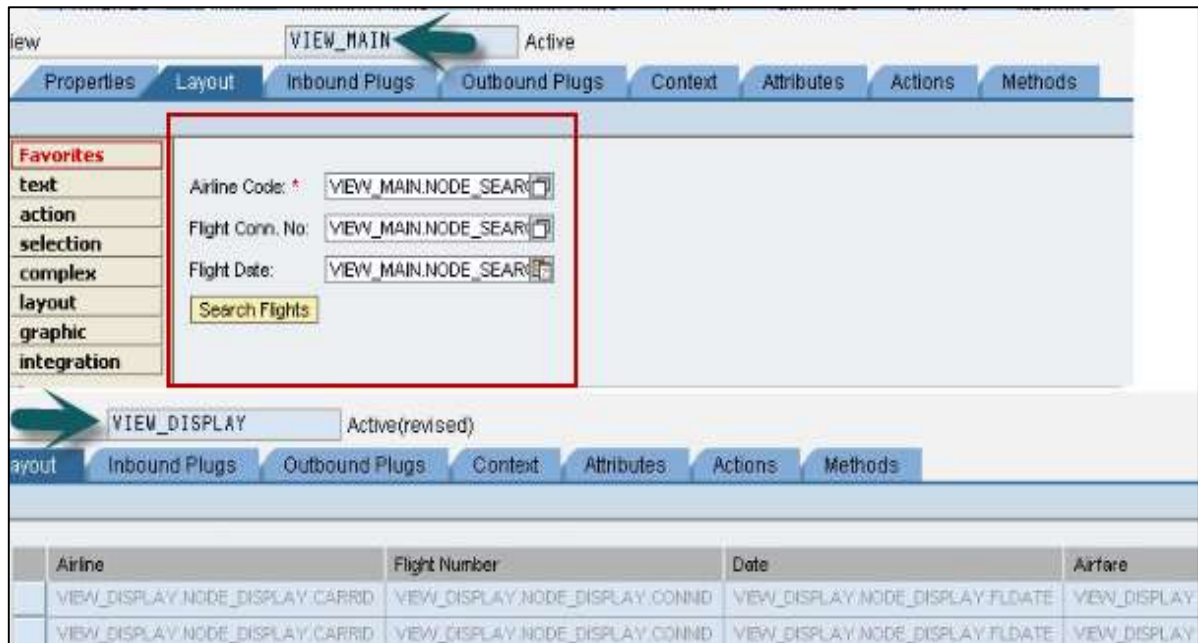 iew VIEW_MAIN Active
Properties Layout Inbound Plugs Outbound Plugs Context Attributes Actions Methods
Favorites
text
action
selection
complex
layout
graphic
integration
Airline Code: * VIEW_MAIN.NODE_SEAR
Flight Conn. No: VIEW_MAIN.NODE_SEAR
Flight Date: VIEW_MAIN.NODE_SEAR
Search Flights
VIEW_DISPLAY Active(revised)
ayout Inbound Plugs Outbound Plugs Context Attributes Actions Methods
Airline Flight Number Date Airfare
VIEW_DISPLAY.NODE_DISPLAY.CARRID VIEW_DISPLAY.NODE_DISPLAY.CONNID VIEW_DISPLAY.NODE_DISPLAY.FLDATE VIEW_DISPLAY
VIEW_DISPLAY.NODE_DISPLAY.CARRID VIEW_DISPLAY.NODE_DISPLAY.CONNID VIEW_DISPLAY.NODE_DISPLAY.FLDATE VIEW_DISPLAY